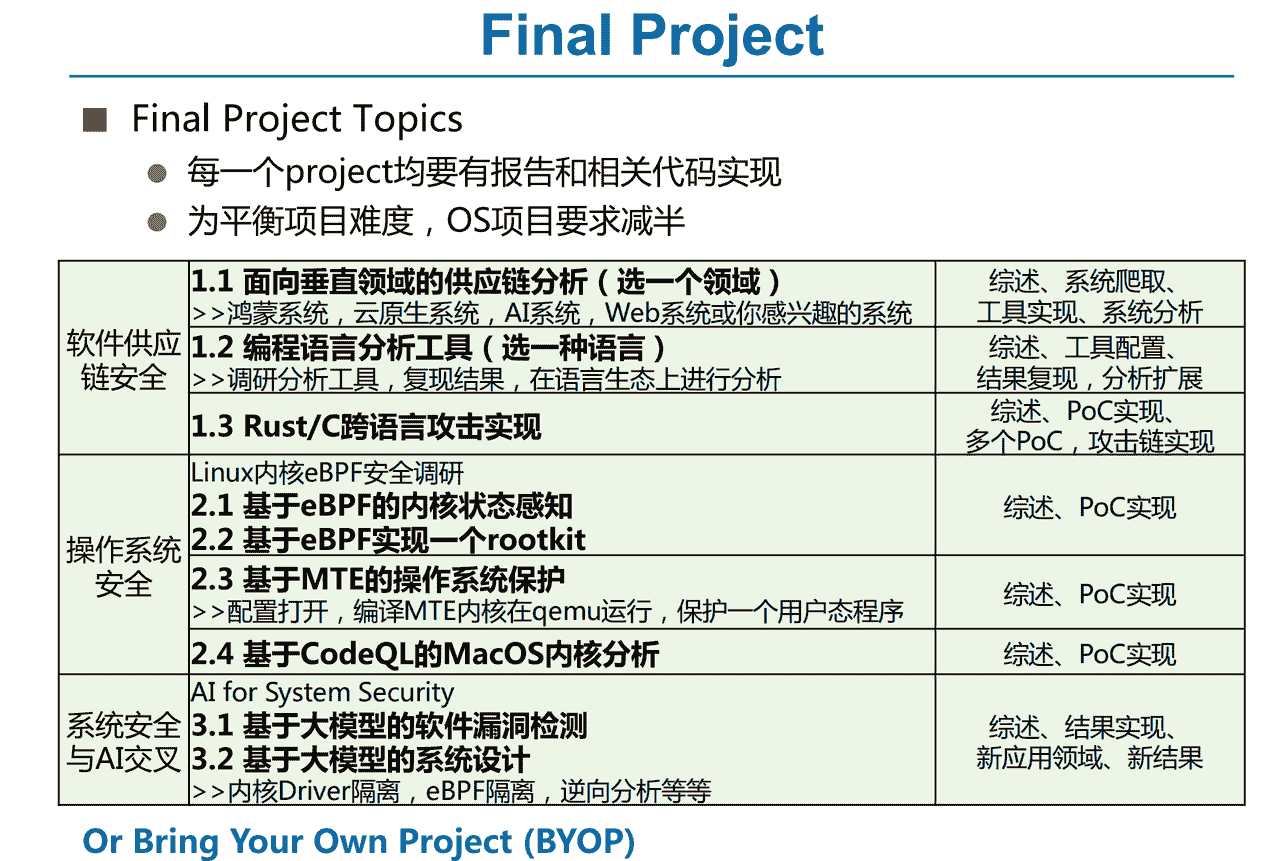 Final Project
Final Project Topics
每一个project均要有报告和相关代码实现
为平衡项目难度，OS项目要求减半
软件供应
链安全
1.1 面向垂直领域的供应链分析（选一个领域）
>>鸿蒙系统，云原生系统，AI系统，Web系统或你感兴趣的系统
综述、系统爬取、
工具实现、系统分析
1.2 编程语言分析工具（选一种语言）
>>调研分析工具，复现结果，在语言生态上进行分析
综述、工具配置、
结果复现，分析扩展
1.3 Rust/C跨语言攻击实现
综述、PoC实现、
多个PoC，攻击链实现
操作系统
安全
Linux内核eBPF安全调研
2.1 基于eBPF的内核状态感知
2.2 基于eBPF实现一个rootkit
综述、PoC实现
2.3 基于MTE的操作系统保护
>>配置打开，编译MTE内核在qemu运行，保护一个用户态程序
综述、PoC实现
2.4 基于CodeQL的MacOS内核分析
综述、PoC实现
系统安全
与AI交叉
AI for System Security
3.1 基于大模型的软件漏洞检测
3.2 基于大模型的系统设计
>>内核Driver隔离，eBPF隔离，逆向分析等等
综述、结果实现、
新应用领域、新结果
Or Bring Your Own Project (BYOP)